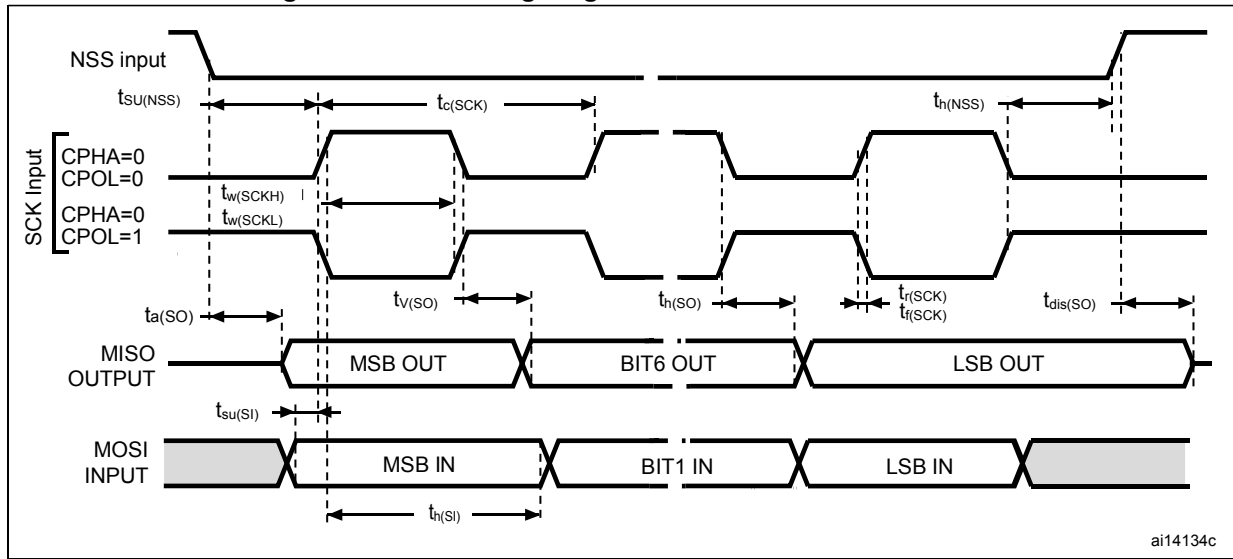 NSS input
tSU(NSS)
tc(SCK)
th(NSS)
SCK Input
CPHA=0
CPOL=0
tw(SCKH)
CPHA=0
CPOL=1
tw(SCKL)
tV(SO)
th(SO)
tr(SCK)
tf(SCK)
tdis(SO)
ta(SO)
MISO
OUTPUT
MSB OUT
BIT6 OUT
LSB OUT
tsu(SI)
MOSI
INPUT
MSB IN
BIT1 IN
LSB IN
th(SI)
ai14134c